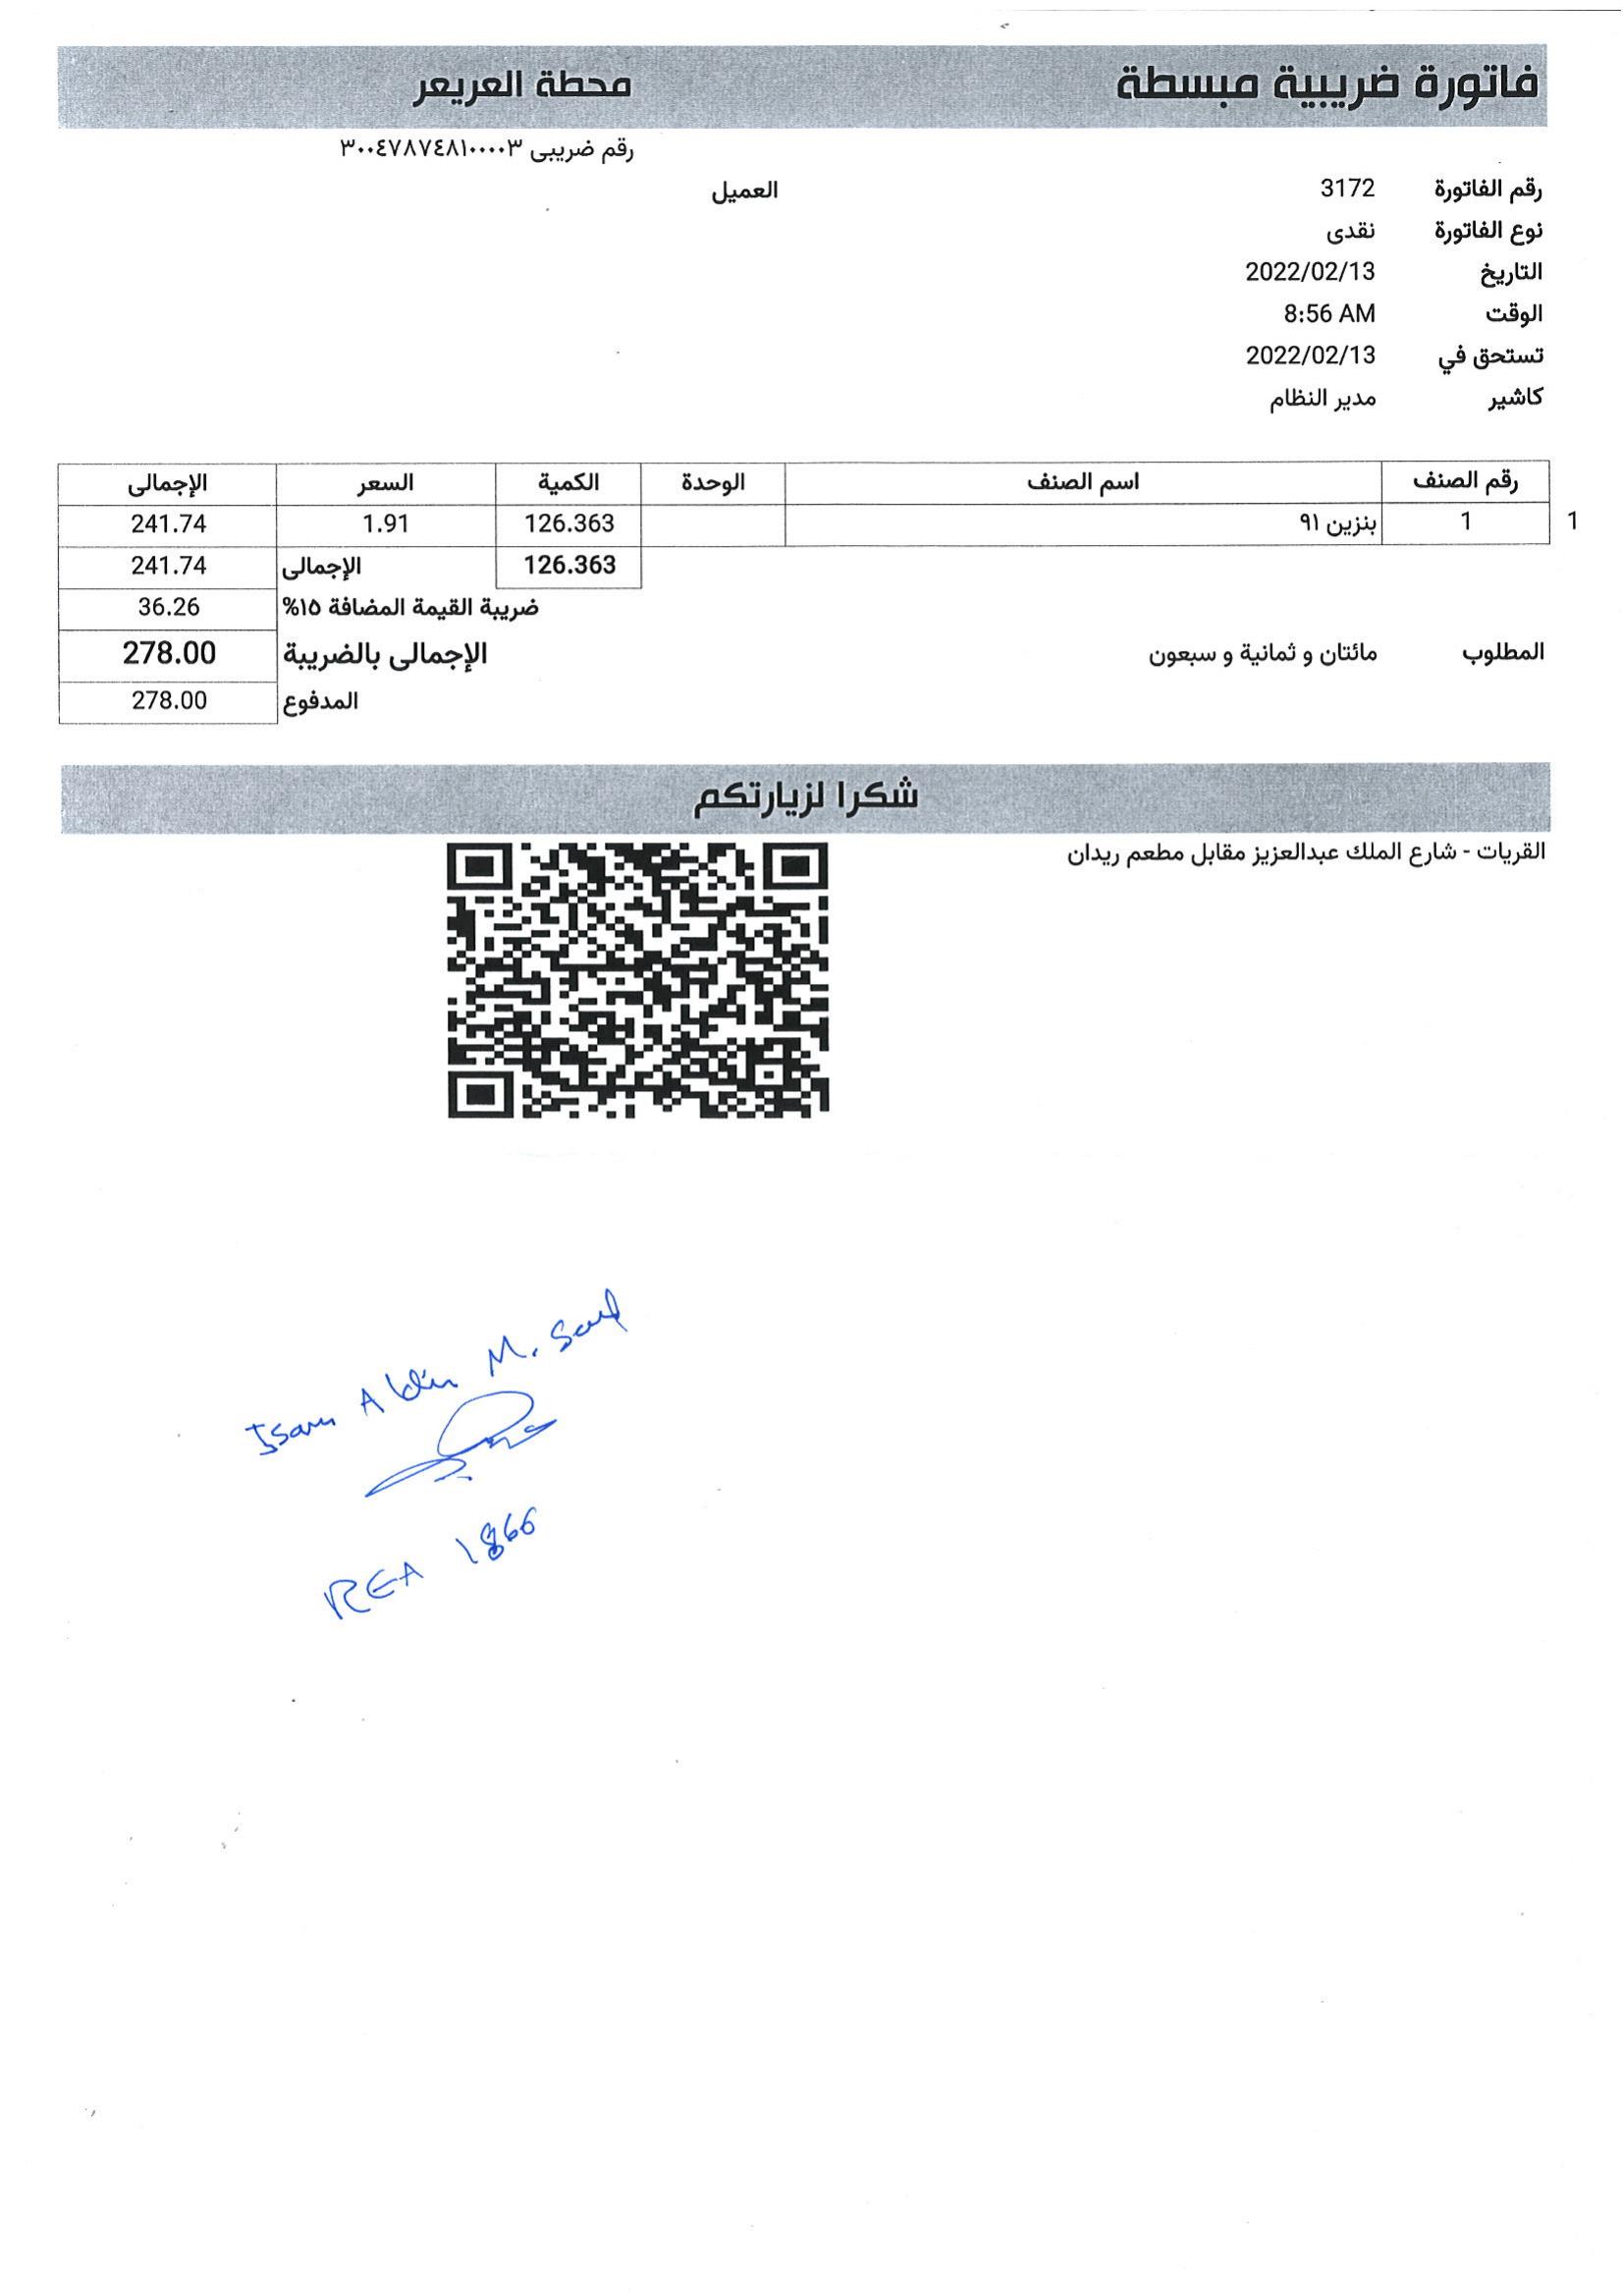 فاتورة ضريبية مبسطة
محطة العريعر
رقم ضريبى ٣٠٠٤٧٨٧٤٨١٠٠٠٠٣
رقم الفاتورة 3172
العميل
نوع الفاتورة نقدى
التاريخ 2022/02/13
الوقت 8:56 AM
تستحق في 2022/02/13
كاشير مدير النظام
رقم الصنف اسم الصنف الوحدة الكمية السعر الإجمالى
1 1 بنزين ٩١ 126.363 1.91 241.74
126.363 الإجمالى 241.74
ضريبة القيمة المضافة ١٥% 36.26
المطلوب مائتان و ثمانية و سبعون الإجمالى بالضريبة 278.00
المدفوع 278.00
شكرا لزيارتكم
القريات - شارع الملك عبدالعزيز مقابل مطعم ريدان
Isam Aldin M.
REA 1866